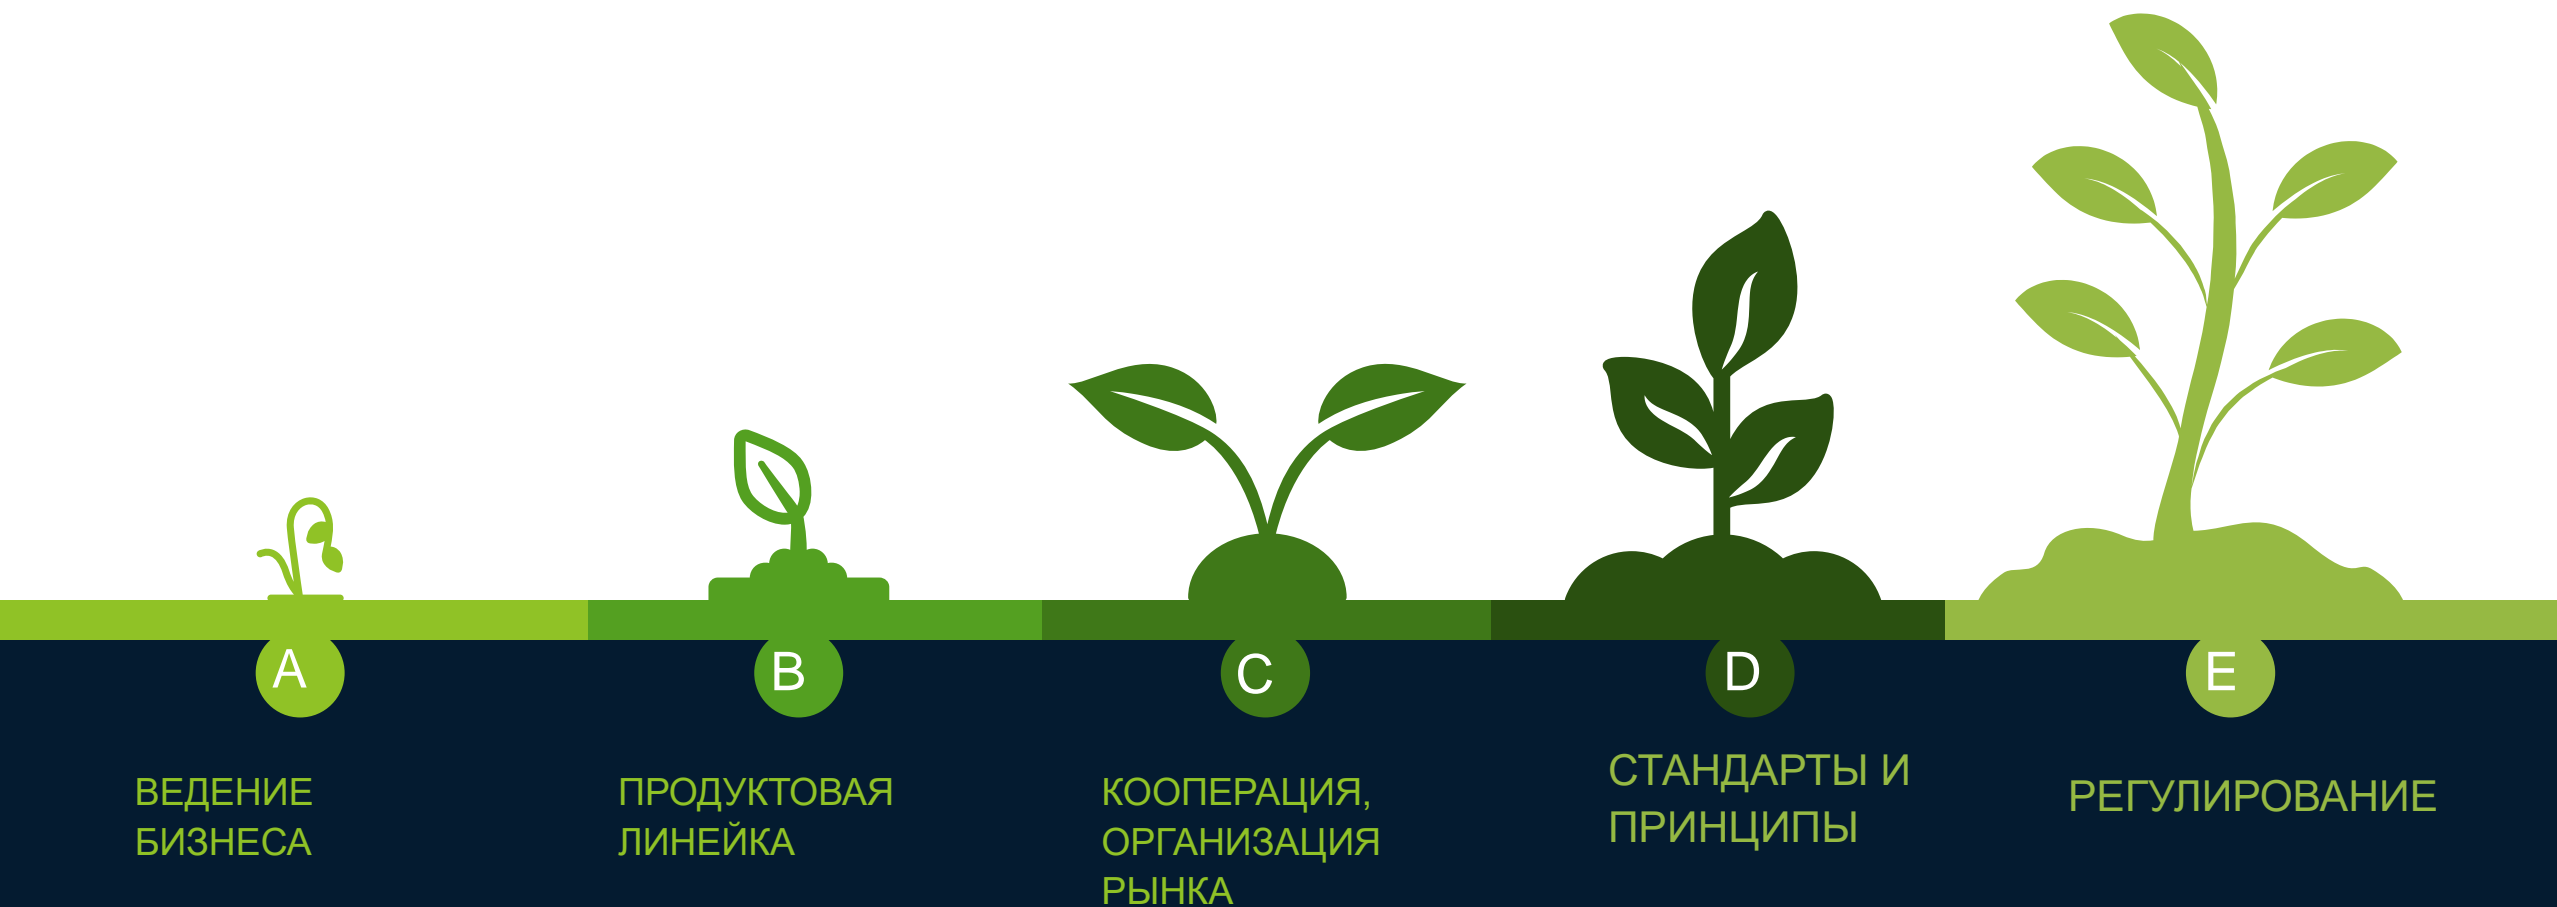 A
B
C
D
E
ВЕДЕНИЕ
БИЗНЕСА
ПРОДУКТОВАЯ
ЛИНЕЙКА
КООПЕРАЦИЯ,
ОРГАНИЗАЦИЯ
РЫНКА
СТАНДАРТЫ И
ПРИНЦИПЫ
РЕГУЛИРОВАНИЕ